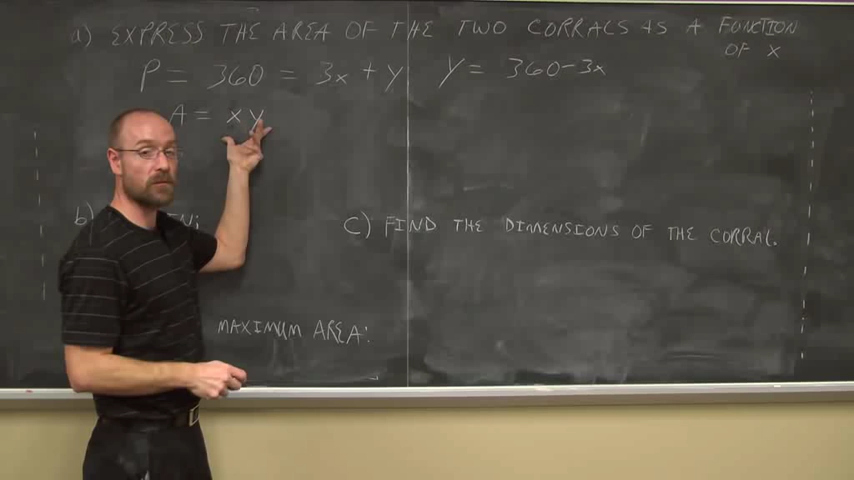 a) EXPRESS THE AREA OF THE TWO CORRALS AS A FUNCTION
OF X
P = 360 = 3x + y
y = 360 - 3x
A = xy
b)
C) FIND THE DIMENSIONS OF THE CORRAL.
MAXIMUM AREA: